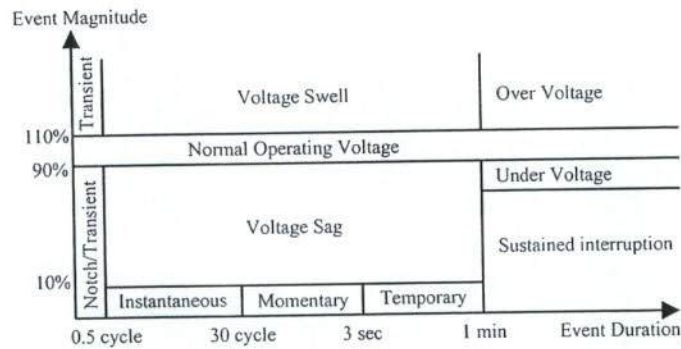 Event Magnitude
Transient
Voltage Swell
Over Voltage
110%
Normal Operating Voltage
90%
Under Voltage
Notch/Transient
Voltage Sag
Sustained interruption
10%
Instantaneous
Momentary
Temporary
0.5 cycle
30 cycle
3 sec
1 min
Event Duration